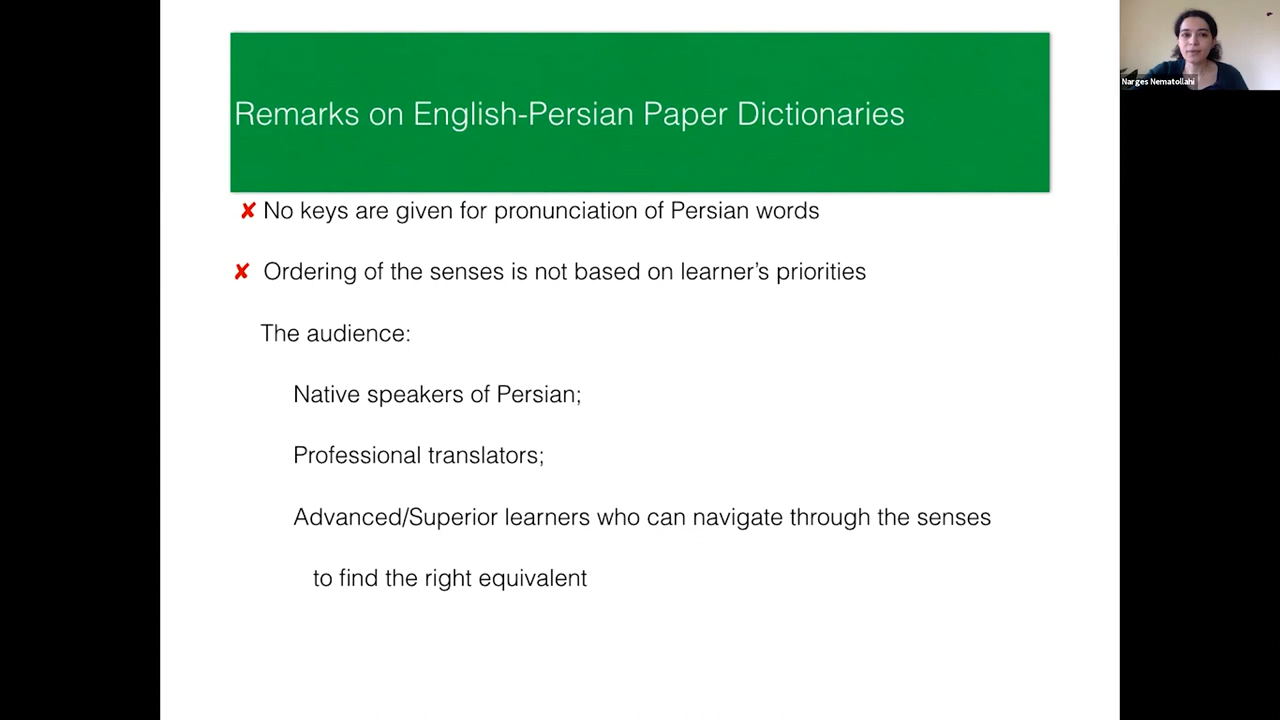 Remarks on English-Persian Paper Dictionaries
Narges Nematollahi
✘ No keys are given for pronunciation of Persian words
✘ Ordering of the senses is not based on learner’s priorities
The audience:
Native speakers of Persian;
Professional translators;
Advanced/Superior learners who can navigate through the senses
to find the right equivalent